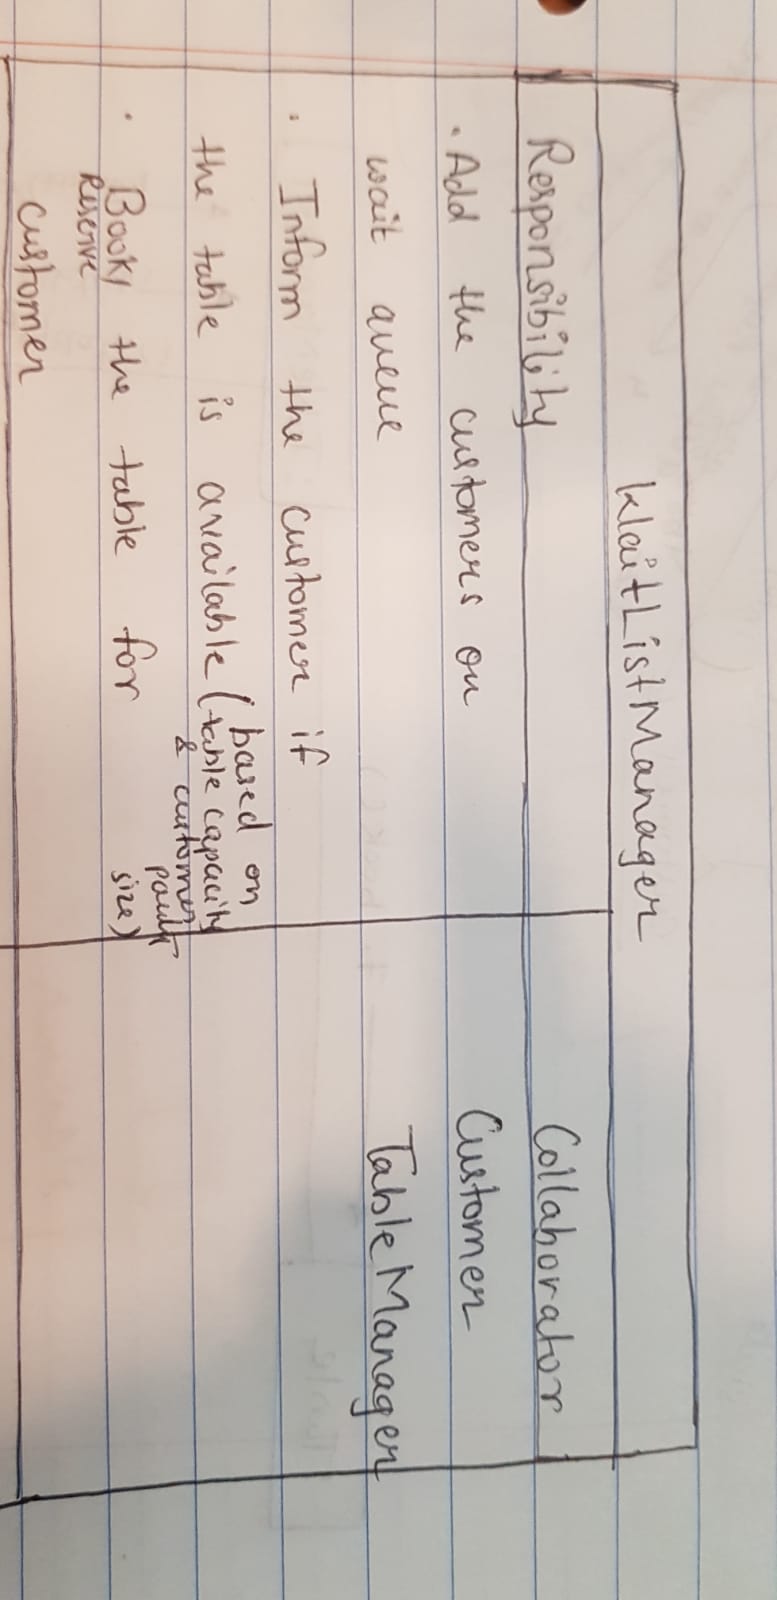 WaitListManager
Responsibility
Collaborator
. Add the customers on
Customer
wait queue
TableManager
. Inform the customer if
the table is available (based on
table capacity
& customer
party
size)
. Book/ the table for
Reserve
customer